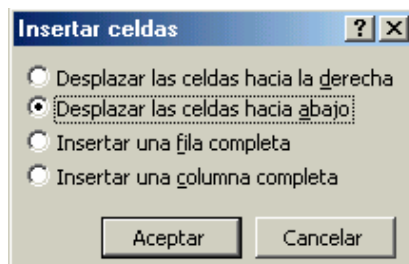 Insertar celdas
Desplazar las celdas hacia la derecha
Desplazar las celdas hacia abajo
Insertar una fila completa
Insertar una columna completa
Aceptar Cancelar